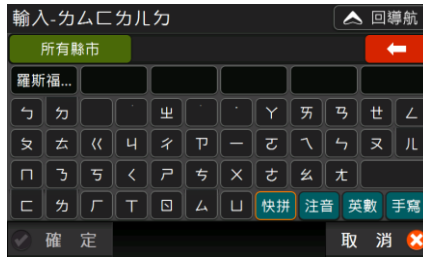 輸入-ㄌㄙㄈㄌㄦㄉ
回導航
所有縣市
羅斯福...
ㄅ ㄉ ㄓ ㄚ ㄞ ㄢ ㄝ ㄥ
ㄆ ㄊ ㄍ ㄐ ㄔ ㄗ ㄧ ㄛ ㄟ ㄣ ㄡ ㄦ
ㄇ ㄋ ㄎ ㄑ ㄕ ㄘ ㄨ ㄜ ㄠ ㄤ
ㄈ ㄌ ㄏ ㄒ ㄖ ㄙ ㄩ 快拼 注音 英數 手寫
確 定
取 消